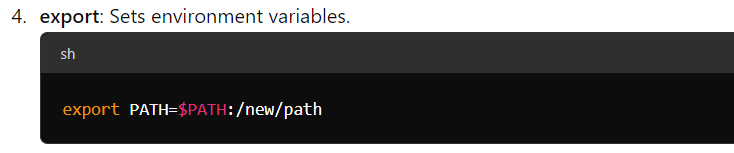 4. export: Sets environment variables.
sh
export PATH=$PATH:/new/path